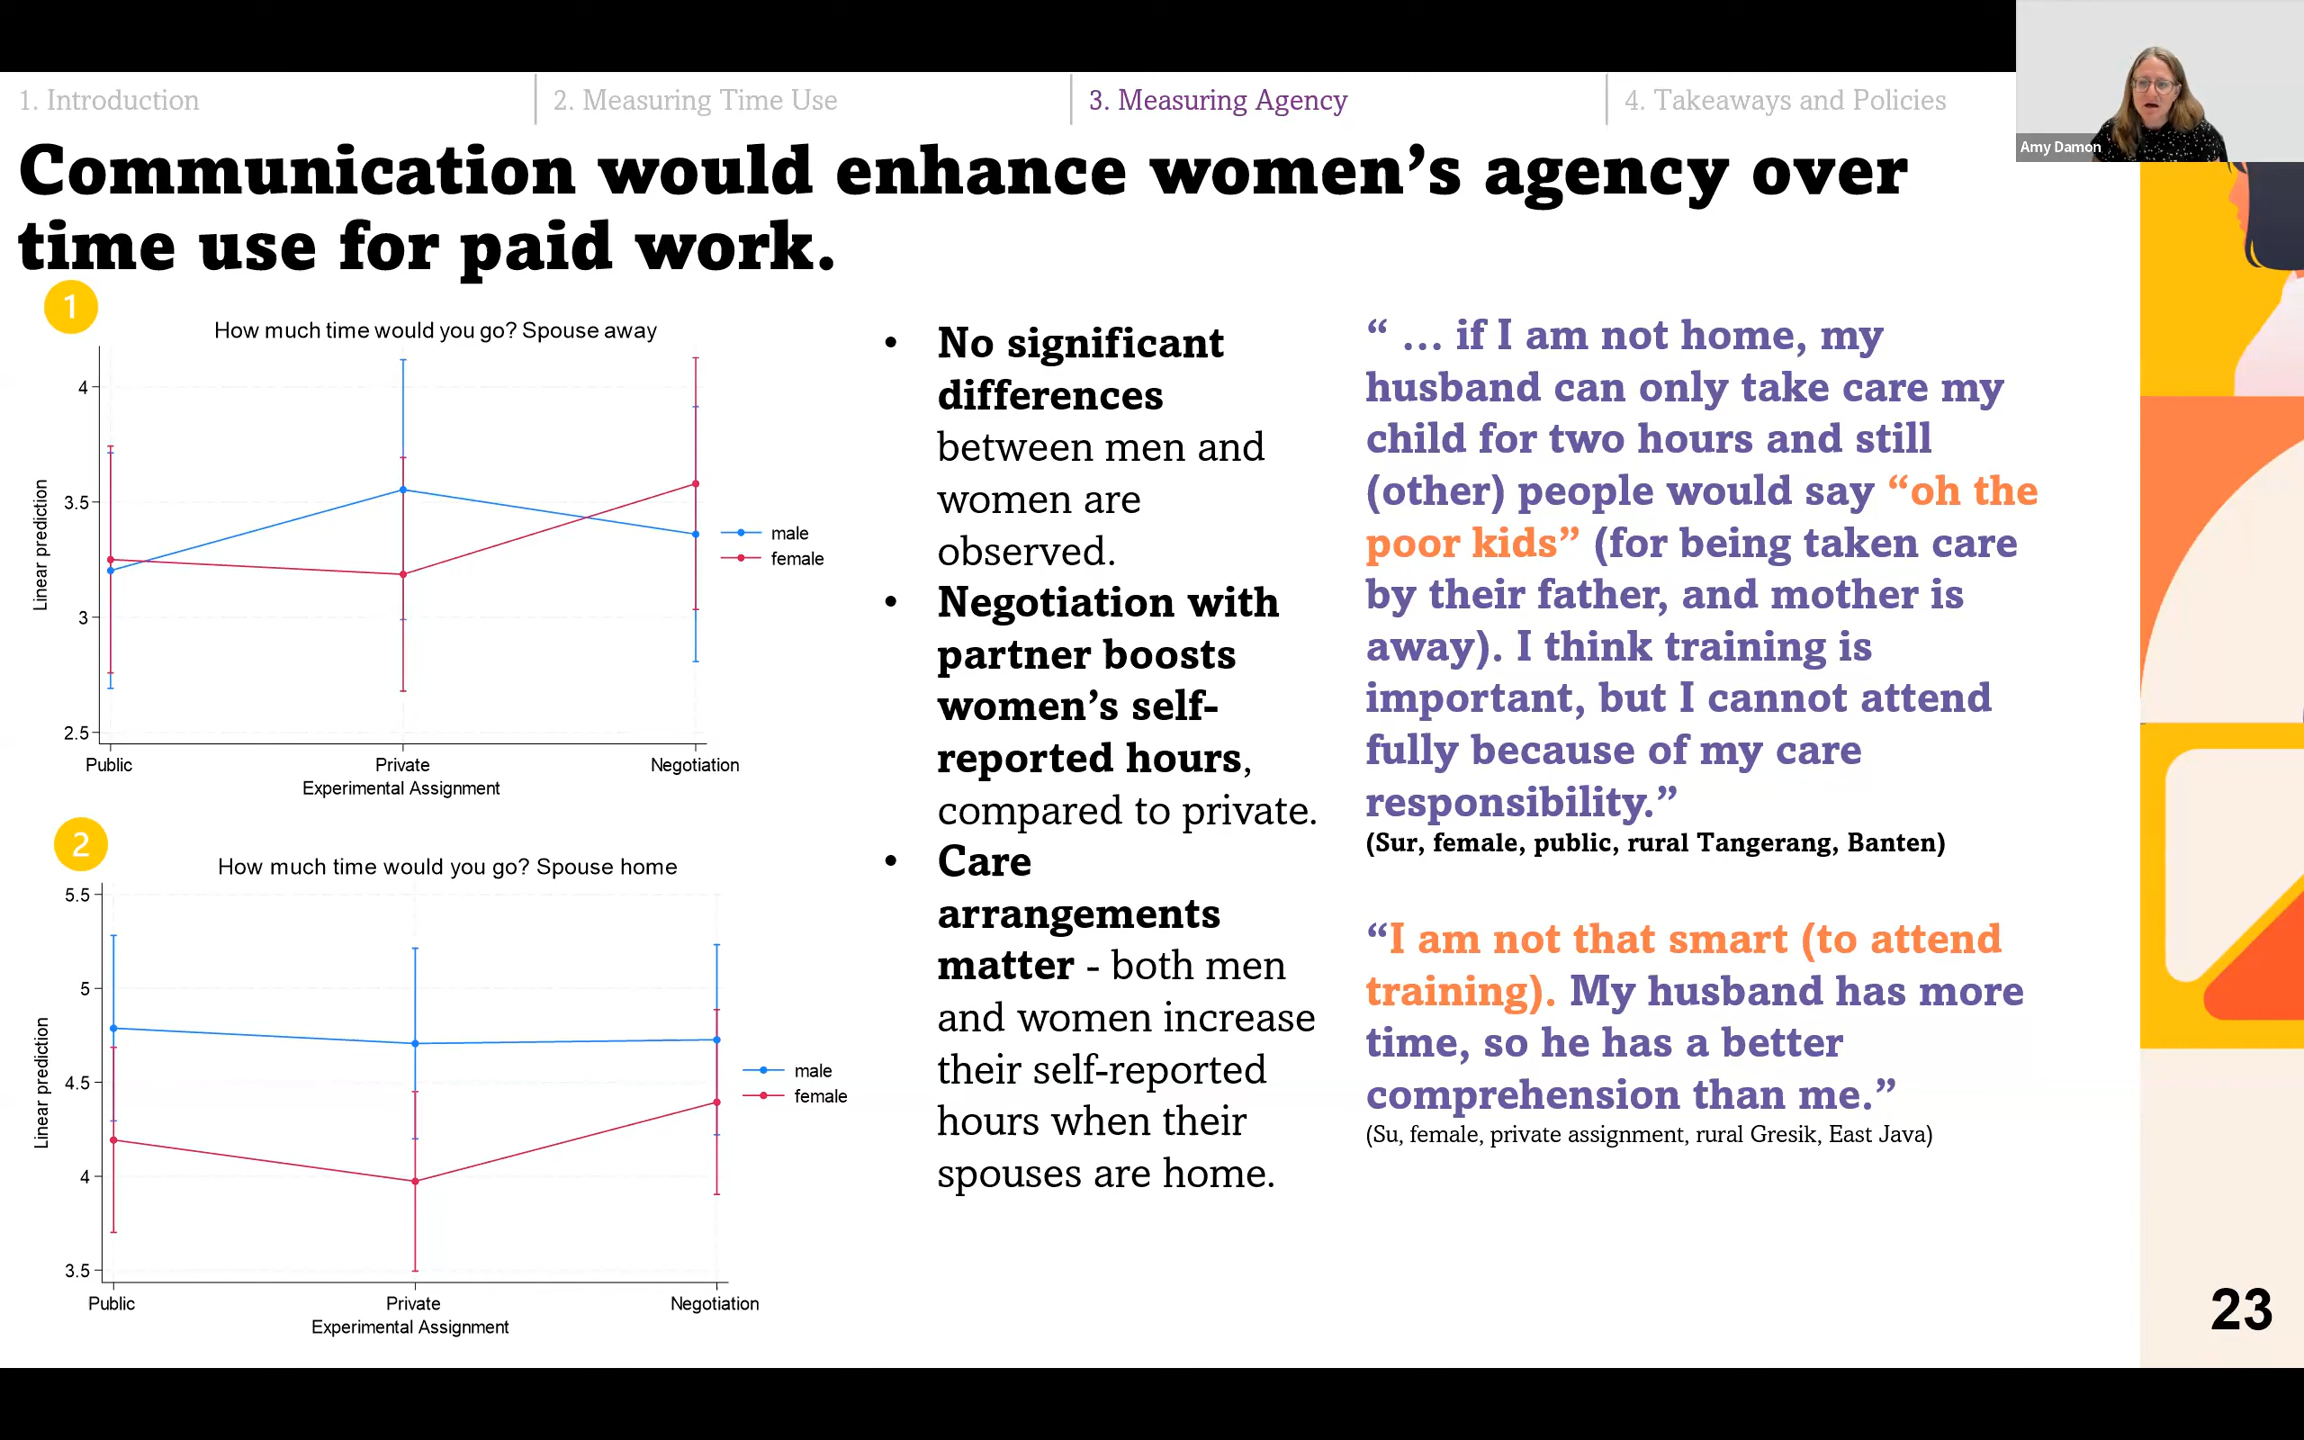 1. Introduction
2. Measuring Time Use
3. Measuring Agency
4. Takeaways and Policies
Amy Damon
Communication would enhance women’s agency over
time use for paid work.
1
How much time would you go? Spouse away
Linear prediction
4
3.5
3
2.5
Public
Private
Negotiation
Experimental Assignment
male
female
2
How much time would you go? Spouse home
Linear prediction
5.5
5
4.5
4
3.5
Public
Private
Negotiation
Experimental Assignment
male
female
• No significant
differences
between men and
women are
observed.
• Negotiation with
partner boosts
women’s self-
reported hours,
compared to private.
• Care
arrangements
matter - both men
and women increase
their self-reported
hours when their
spouses are home.
“ ... if I am not home, my
husband can only take care my
child for two hours and still
(other) people would say “oh the
poor kids” (for being taken care
by their father, and mother is
away). I think training is
important, but I cannot attend
fully because of my care
responsibility.”
(Sur, female, public, rural Tangerang, Banten)
“I am not that smart (to attend
training). My husband has more
time, so he has a better
comprehension than me.”
(Su, female, private assignment, rural Gresik, East Java)
23